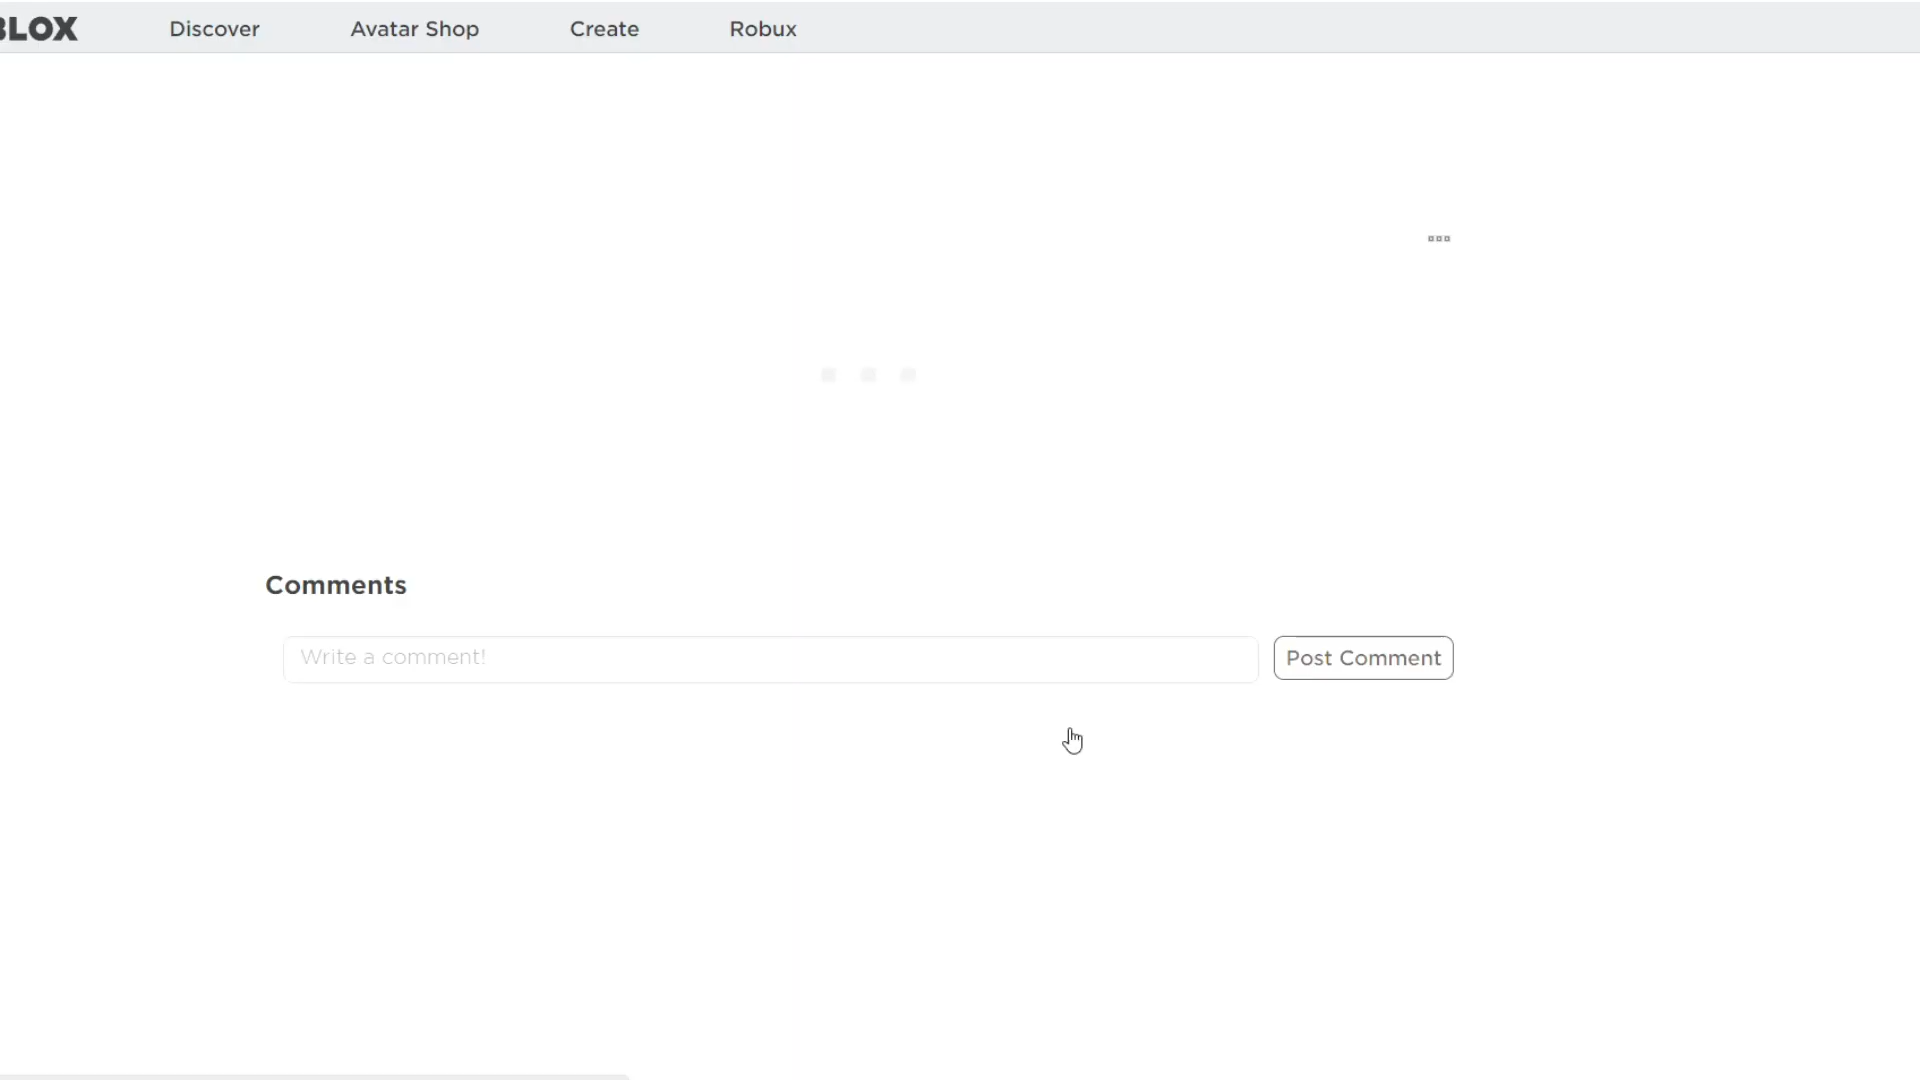 BLOX Discover Avatar Shop Create Robux
Comments
Write a comment!
Post Comment